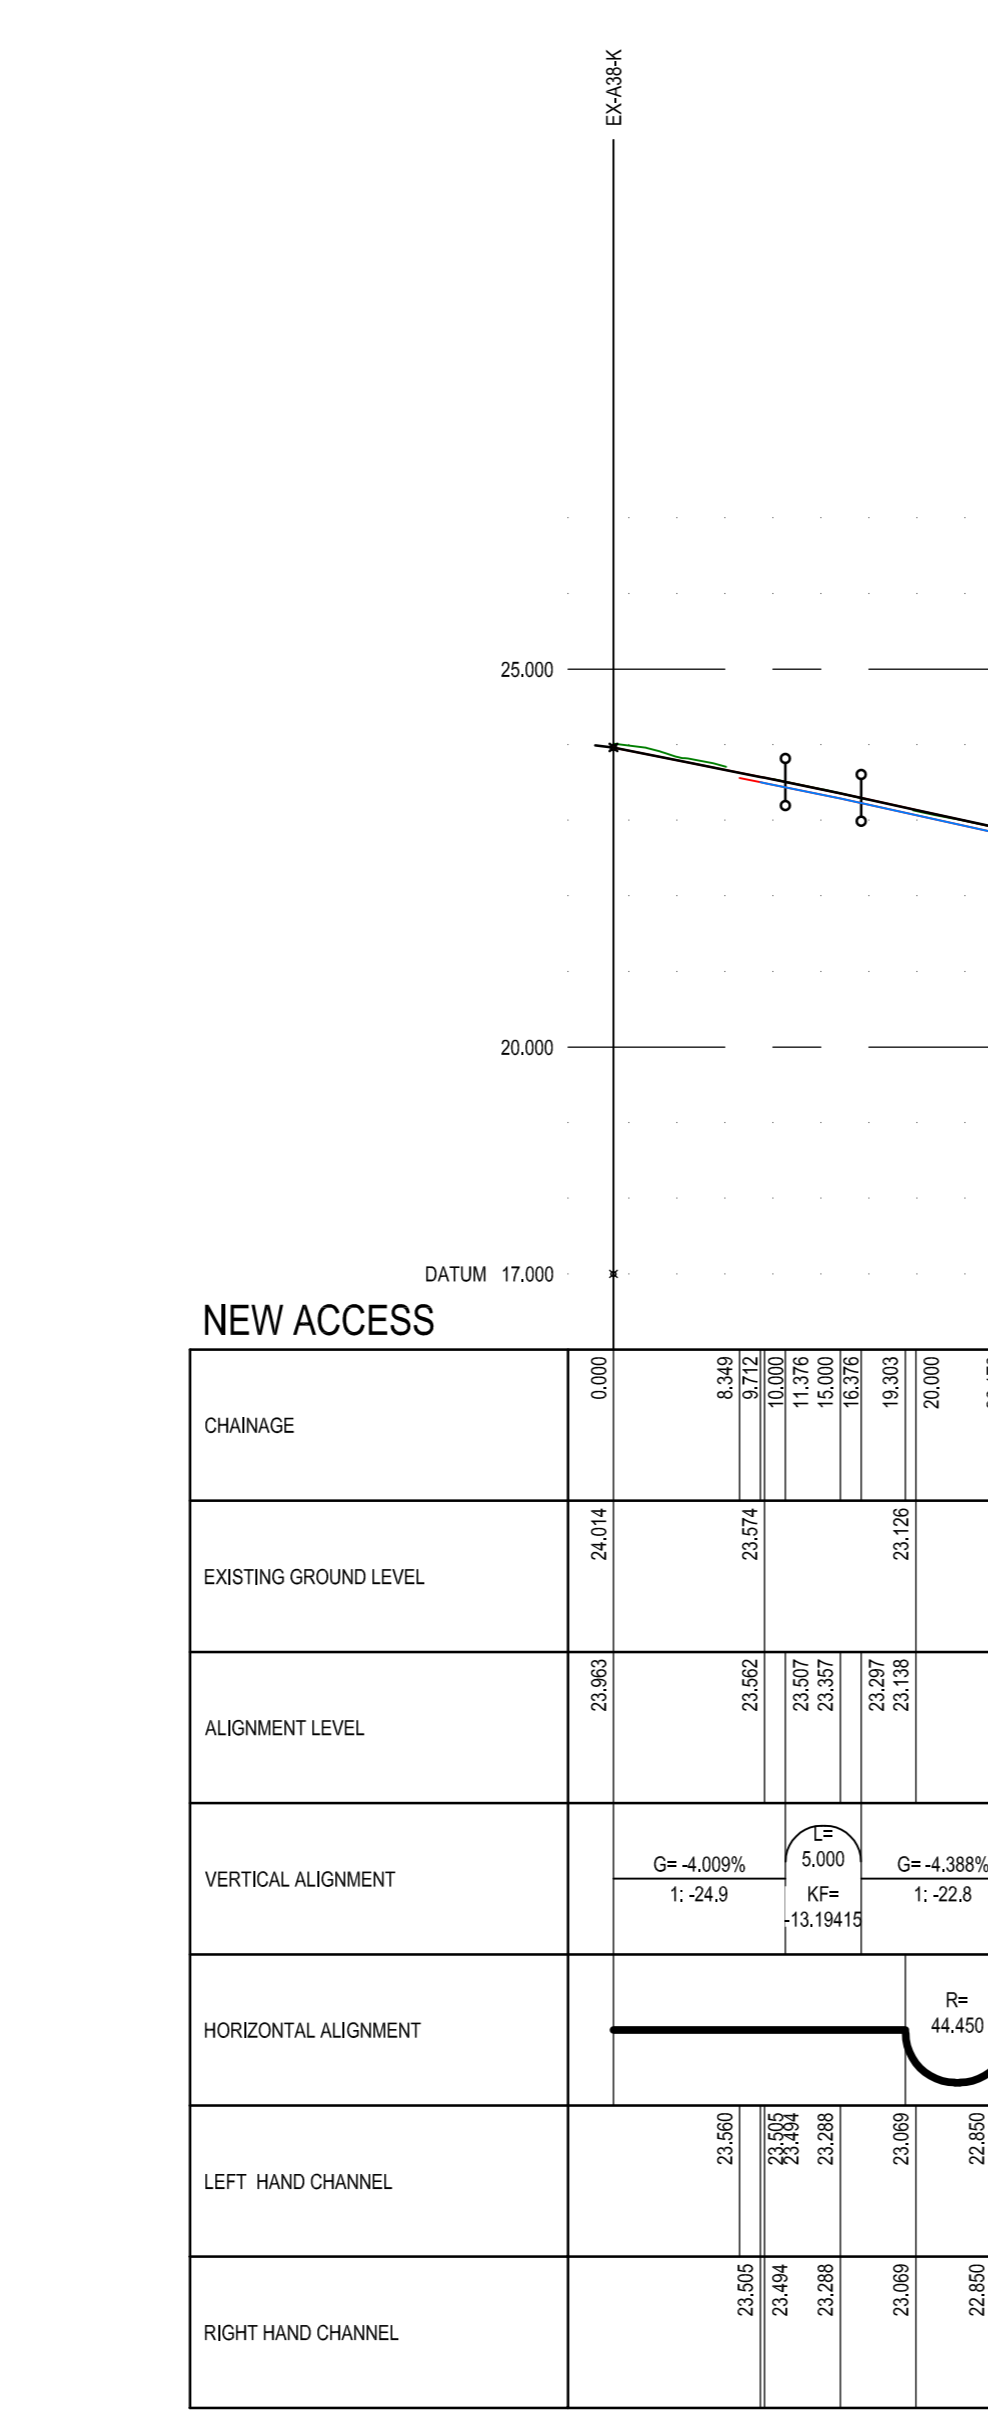 EX-A38-K
25.000
20.000
DATUM 17.000
NEW ACCESS
CHAINAGE
0.000
8.349
9.712
10.000
11.376
15.000
16.376
19.303
20.000
EXISTING GROUND LEVEL
24.014
23.574
23.126
ALIGNMENT LEVEL
23.963
23.562
23.507
23.357
23.297
23.138
VERTICAL ALIGNMENT
G= -4.009%
1: -24.9
L=
5.000
KF=
-13.19415
G= -4.388%
1: -22.8
HORIZONTAL ALIGNMENT
R=
44.450
LEFT HAND CHANNEL
23.560
23.505
23.494
23.288
23.069
22.850
RIGHT HAND CHANNEL
23.505
23.494
23.288
23.069
22.850